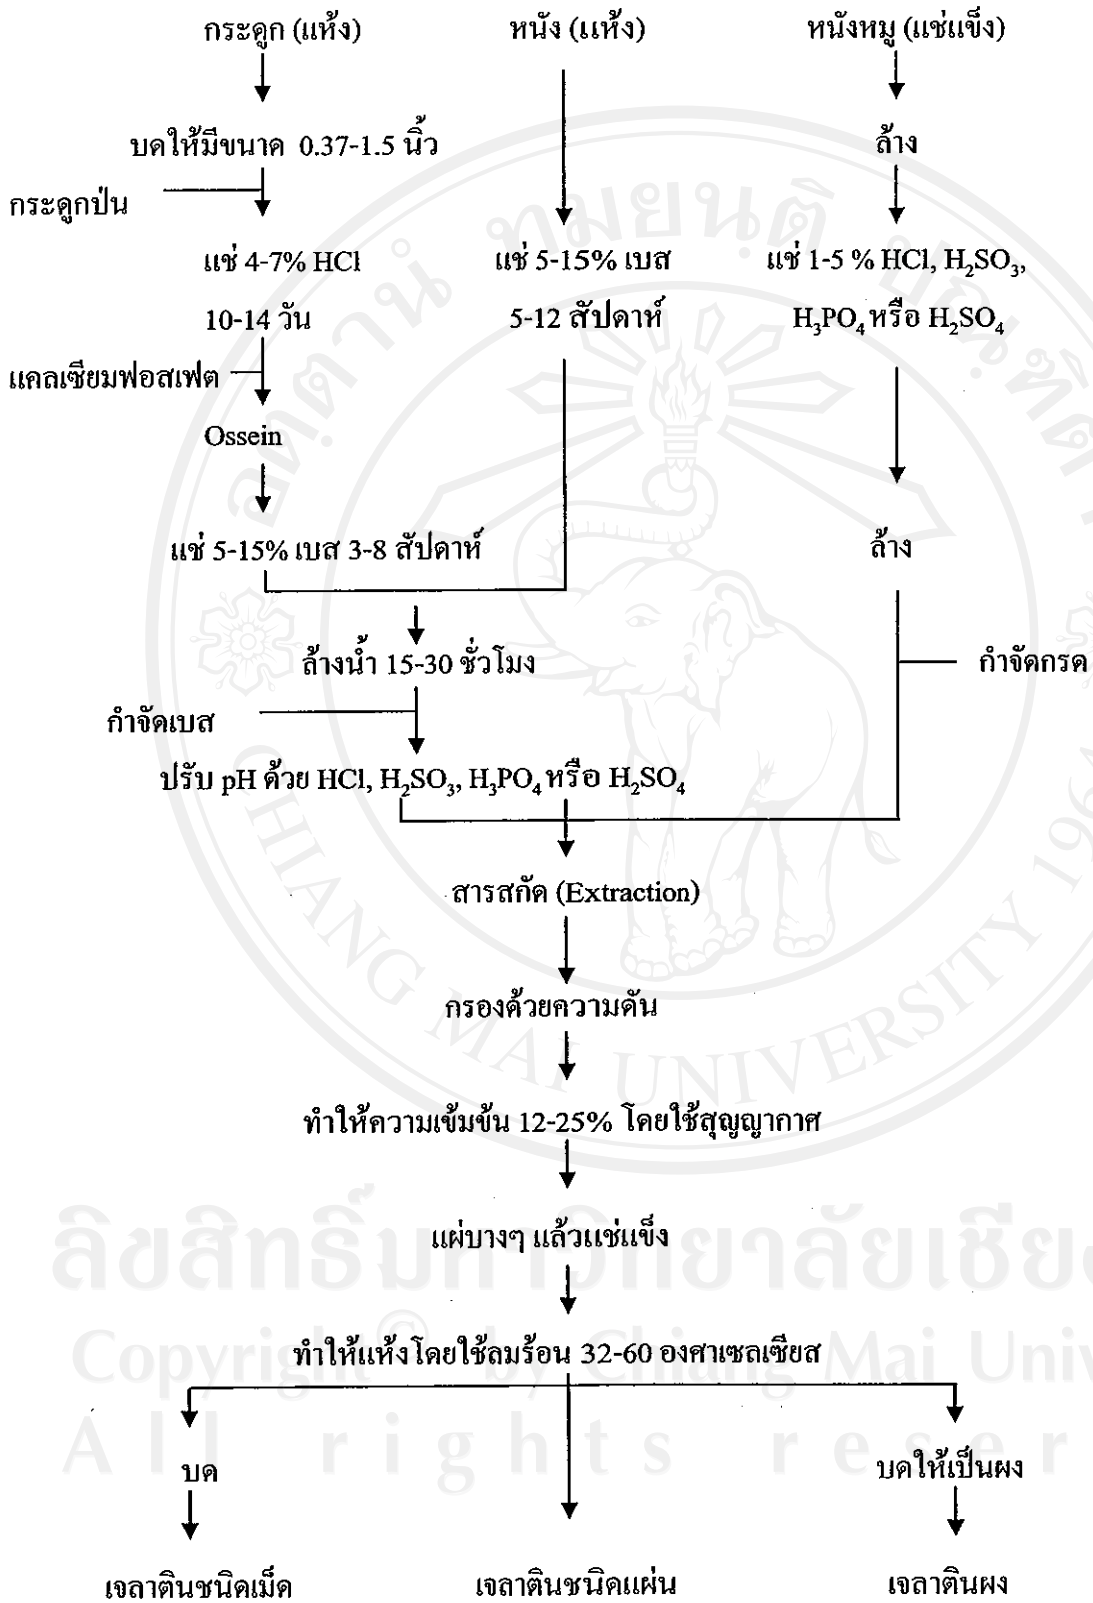 กระดูก (แห้ง) หนัง (แห้ง) หนังหมู (แช่แข็ง)
บดให้มีขนาด 0.37-1.5 นิ้ว ล้าง
กระดูกป่น
แช่ 4-7% HCl แช่ 5-15% เบส แช่ 1-5 % HCl, H₂SO₃,
10-14 วัน 5-12 สัปดาห์ H₃PO₄ หรือ H₂SO₄
แคลเซียมฟอสเฟต
Ossein
แช่ 5-15% เบส 3-8 สัปดาห์ ล้าง
ล้างน้ำ 15-30 ชั่วโมง กำจัดกรด
กำจัดเบส
ปรับ pH ด้วย HCl, H₂SO₃, H₃PO₄ หรือ H₂SO₄
สารสกัด (Extraction)
กรองด้วยความดัน
ทำให้ความเข้มข้น 12-25% โดยใช้สุญญากาศ
แผ่บางๆ แล้วแช่แข็ง
ทำให้แห้งโดยใช้ลมร้อน 32-60 องศาเซลเซียส
บด บดให้เป็นผง
เจลาตินชนิดเม็ด เจลาตินชนิดแผ่น เจลาตินผง
CHIANG MAI UNIVERSITY 1964
Copyright © by Chiang Mai Univ
All rights reser